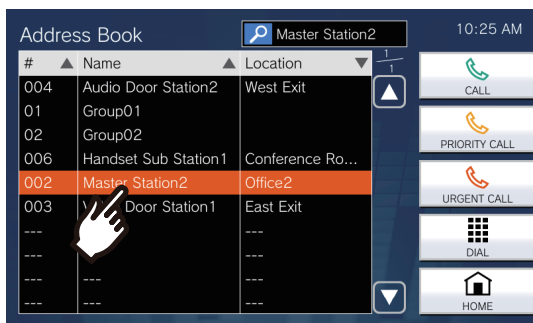 Address Book
Master Station2
10:25 AM
# Name Location
1
1
004 Audio Door Station2 West Exit
01 Group01
02 Group02
006 Handset Sub Station1 Conference Ro...
002 Master Station2 Office2
003 Door Station1 East Exit
--- ---
--- ---
--- --- ---
--- --- ---
CALL
PRIORITY CALL
URGENT CALL
DIAL
HOME